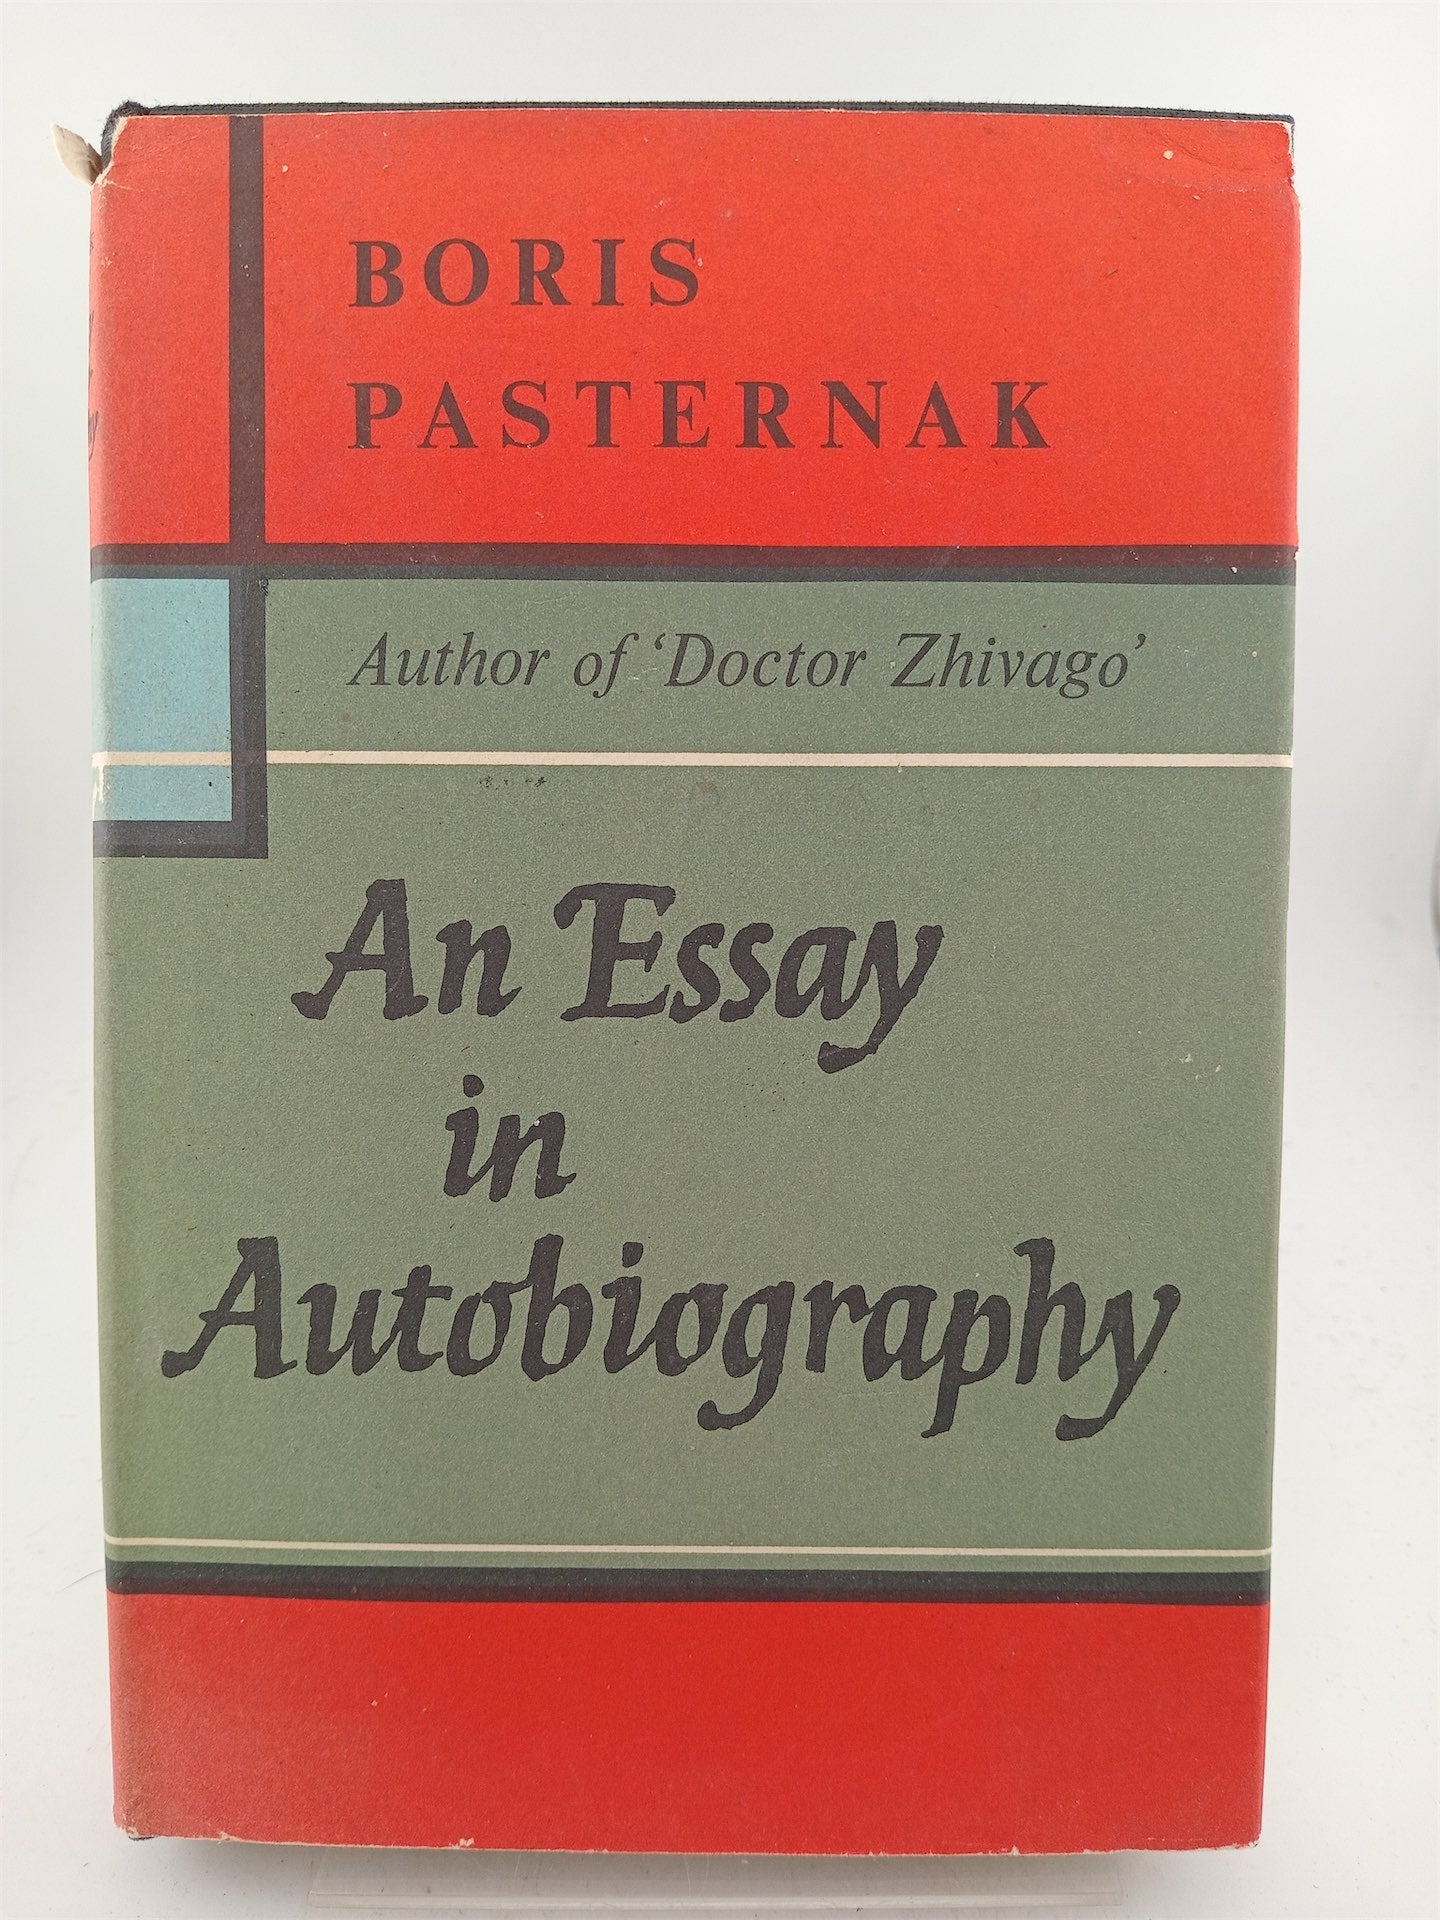 BORIS
PASTERNAK
Author of ‘Doctor Zhivago’
An Essay
in
Autobiography